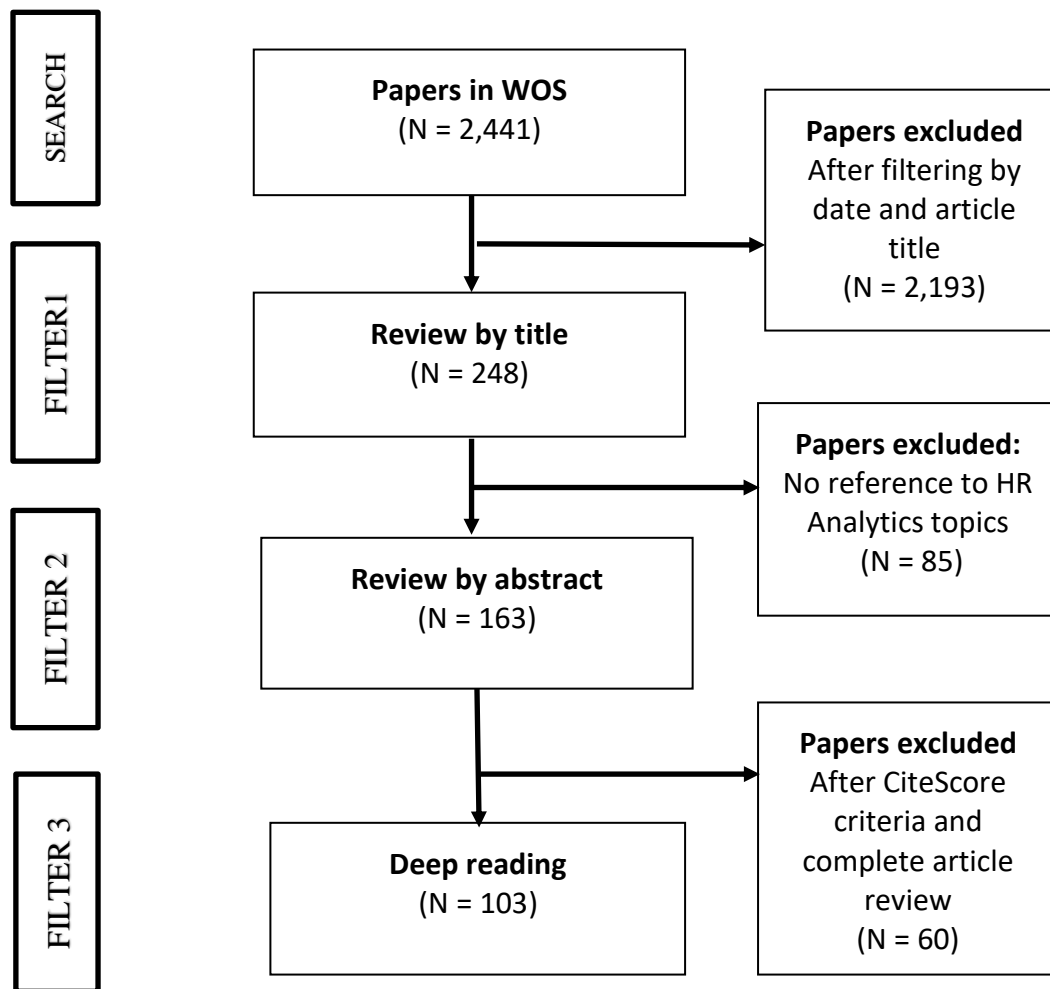 SEARCH
Papers in WOS
(N = 2,441)
Papers excluded
After filtering by
date and article
title
(N = 2,193)
FILTER1
Review by title
(N = 248)
Papers excluded:
No reference to HR
Analytics topics
(N = 85)
FILTER 2
Review by abstract
(N = 163)
Papers excluded
After CiteScore
criteria and
complete article
review
(N = 60)
FILTER 3
Deep reading
(N = 103)